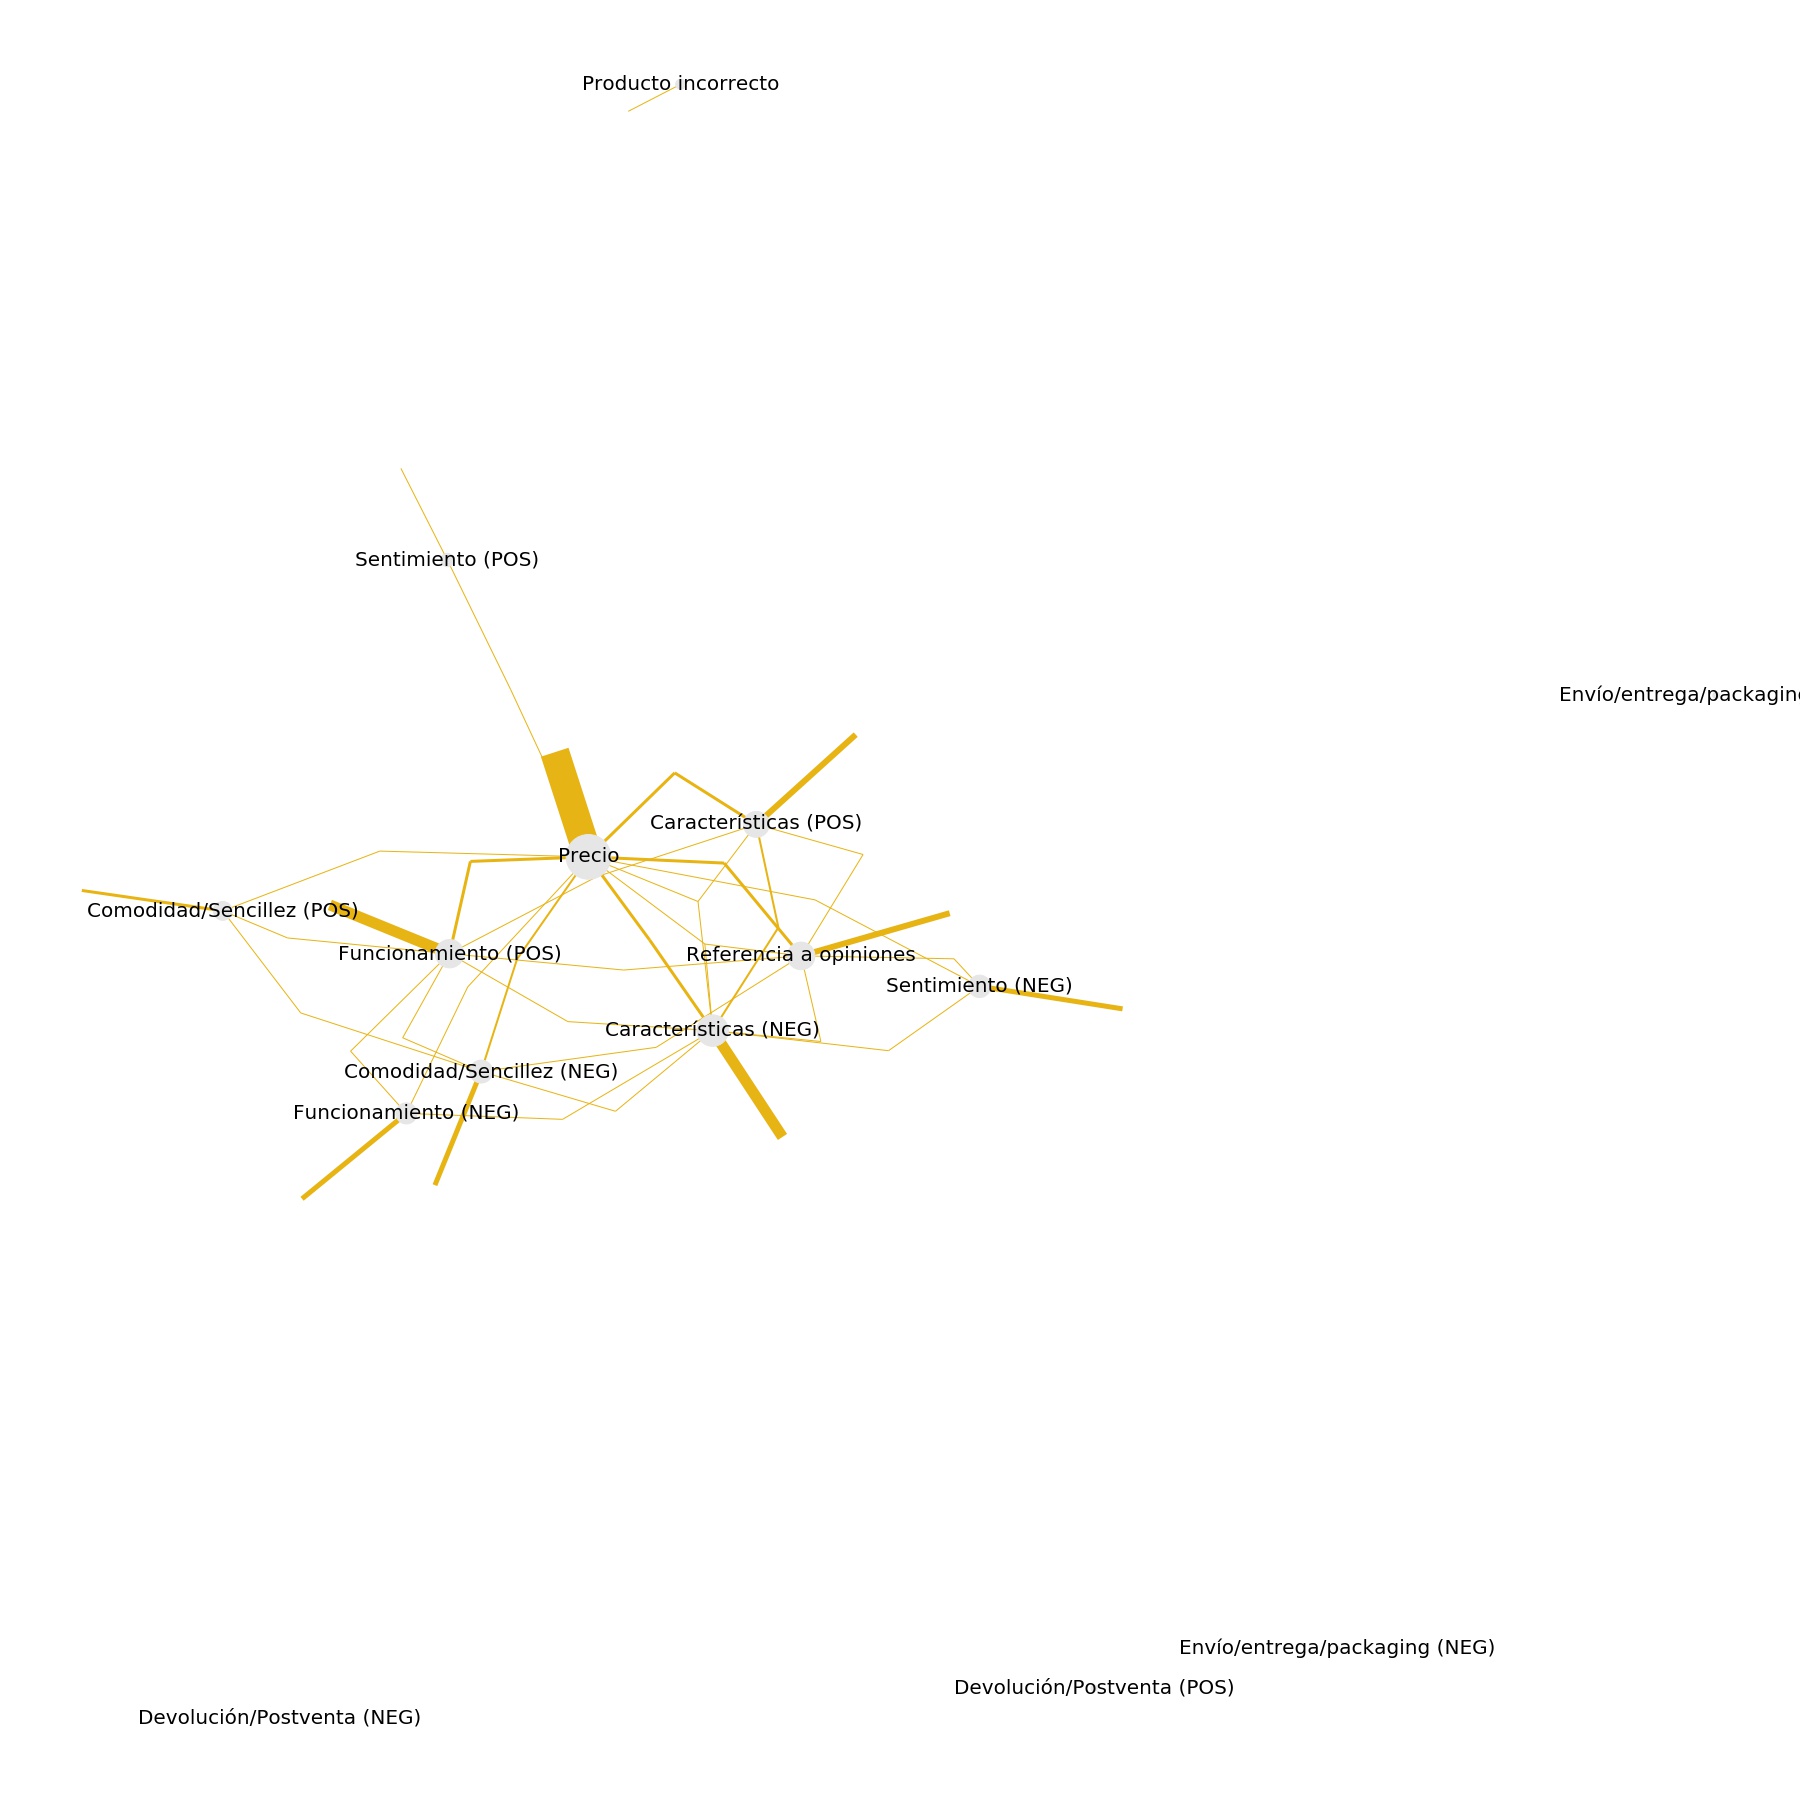 Producto incorrecto
Sentimiento (POS)
Envío/entrega/packaging
Características (POS)
Precio
Comodidad/Sencillez (POS)
Funcionamiento (POS)
Referencia a opiniones
Sentimiento (NEG)
Características (NEG)
Comodidad/Sencillez (NEG)
Funcionamiento (NEG)
Envío/entrega/packaging (NEG)
Devolución/Postventa (POS)
Devolución/Postventa (NEG)